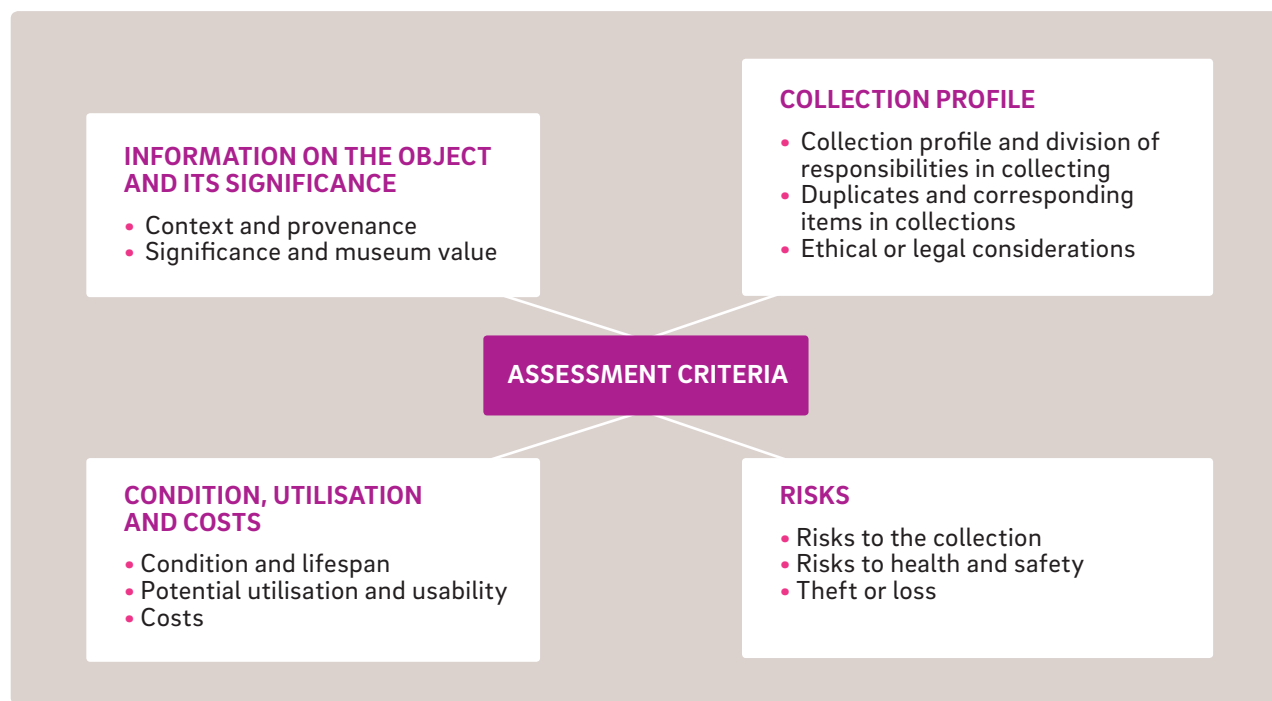 INFORMATION ON THE OBJECT
AND ITS SIGNIFICANCE
• Context and provenance
• Significance and museum value
COLLECTION PROFILE
• Collection profile and division of
responsibilities in collecting
• Duplicates and corresponding
items in collections
• Ethical or legal considerations
ASSESSMENT CRITERIA
CONDITION, UTILISATION
AND COSTS
• Condition and lifespan
• Potential utilisation and usability
• Costs
RISKS
• Risks to the collection
• Risks to health and safety
• Theft or loss